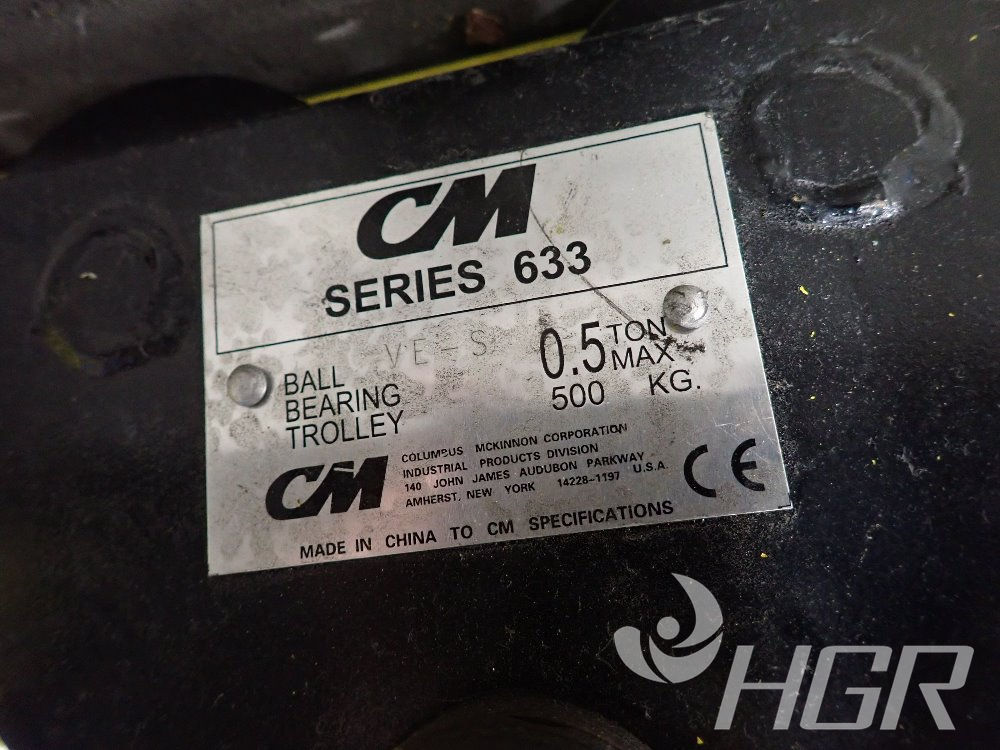 CM
SERIES 633
VE-S
BALL
BEARING
TROLLEY
0.5 TON
MAX
500 KG.
CM
COLUMBUS MCKINNON CORPORATION
INDUSTRIAL PRODUCTS DIVISION
140 JOHN JAMES AUDUBON PARKWAY
AMHERST, NEW YORK 14228-1197 U.S.A.
CE
MADE IN CHINA TO CM SPECIFICATIONS
HGR